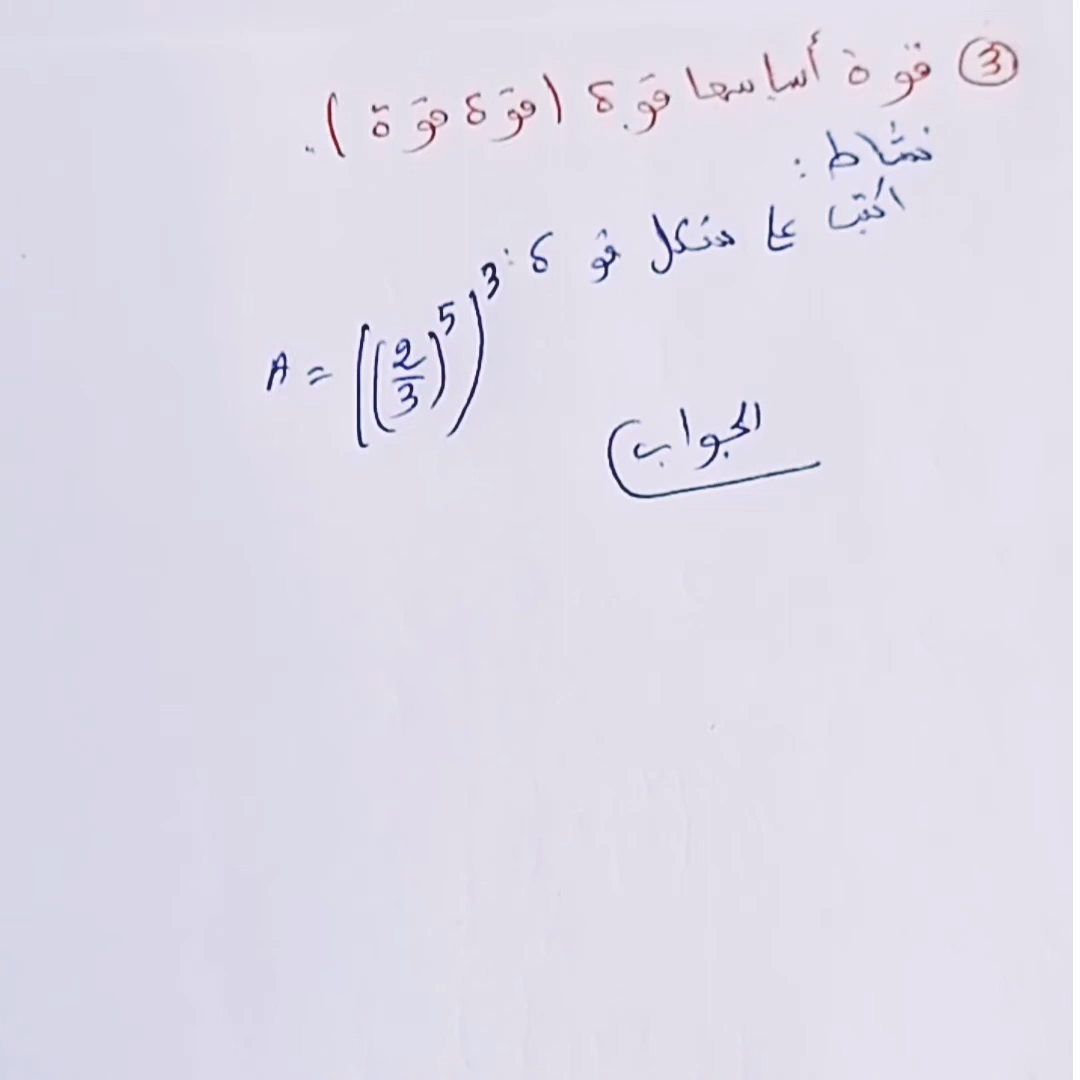 ③ قوة أساسها قوة (قوة قوة).
نشاط :
اكتب على شكل قوة :
A = ((2/3)^5)^3
الجواب